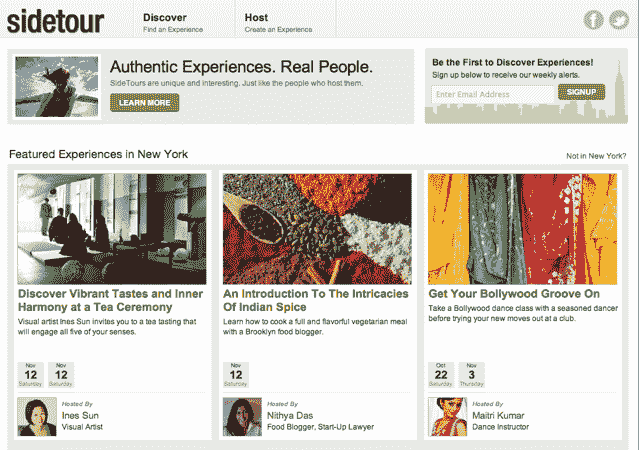 sidetour
Discover
Find an Experience
Host
Create an Experience
Authentic Experiences. Real People.
SideTours are unique and interesting. Just like the people who host them.
LEARN MORE
Be the First to Discover Experiences!
Sign up below to receive our weekly alerts.
Enter Email Address
SIGNUP
Featured Experiences in New York
Not in New York?
Discover Vibrant Tastes and Inner
Harmony at a Tea Ceremony
Visual artist Ines Sun invites you to a tea tasting that
will engage all five of your senses.
Nov
12
Saturday
Nov
12
Saturday
Hosted By
Ines Sun
Visual Artist
An Introduction To The Intricacies
Of Indian Spice
Learn how to cook a full and flavorful vegetarian meal
with a Brooklyn food blogger.
Nov
12
Saturday
Hosted By
Nithya Das
Food Blogger, Start-Up Lawyer
Get Your Bollywood Groove On
Take a Bollywood dance class with a seasoned dancer
before trying your new moves out at a club.
Oct
22
Saturday
Nov
3
Thursday
Hosted By
Maitri Kumar
Dance Instructor